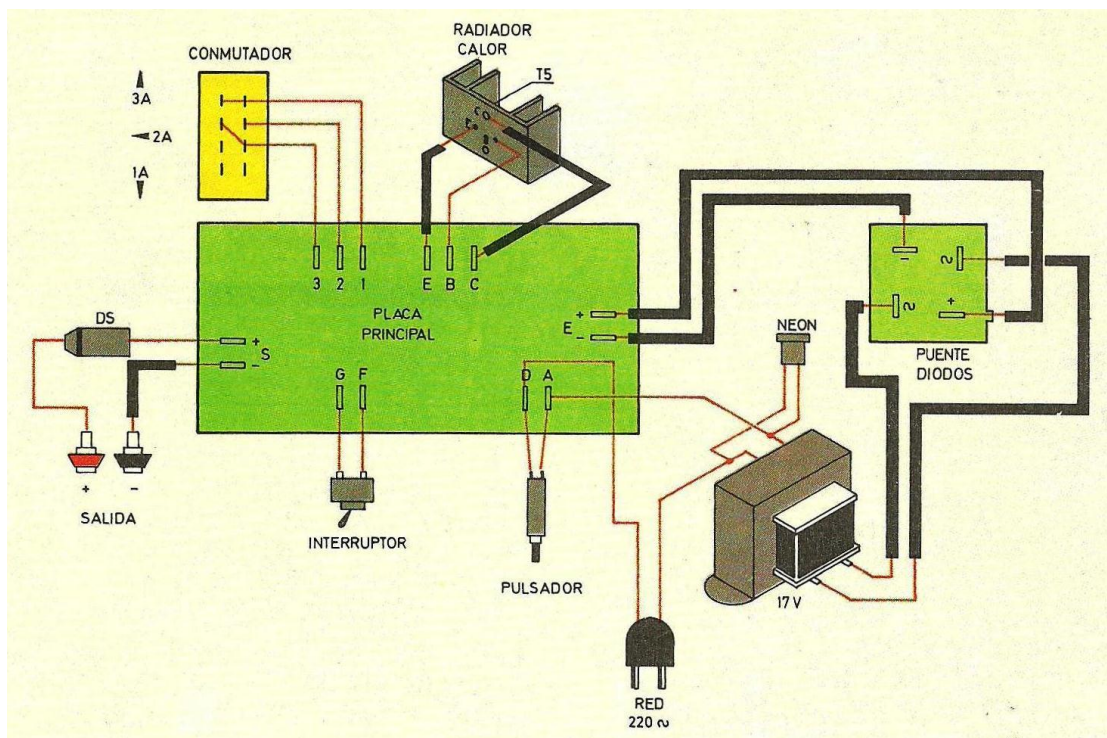 RADIADOR
CALOR
CONMUTADOR
T5
3A
2A
1A
C
E
B
3 2 1
E B C
PLACA
PRINCIPAL
DS
+
S
-
+
E
-
G F
D A
NEON
-
~
~
+
PUENTE
DIODOS
+ -
SALIDA
INTERRUPTOR
PULSADOR
17 V
RED
220 ~